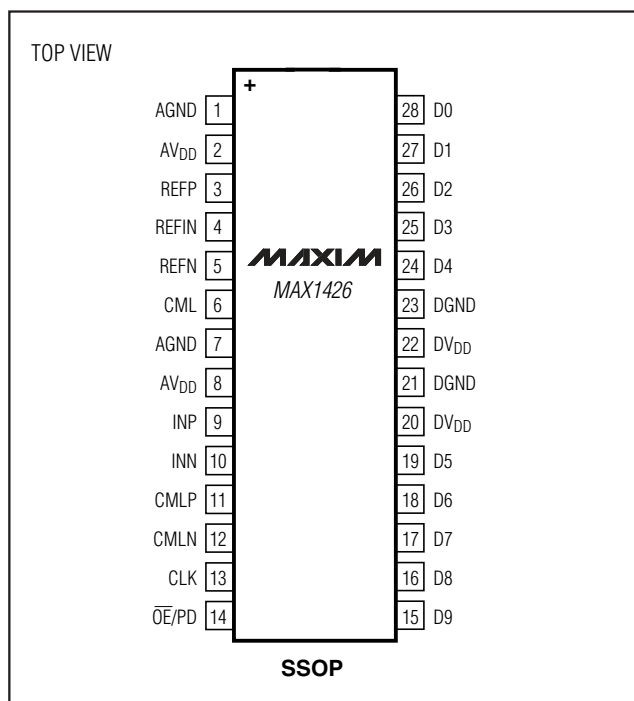 TOP VIEW
+
AGND 1
AVDD 2
REFP 3
REFIN 4
REFN 5
CML 6
AGND 7
AVDD 8
INP 9
INN 10
CMLP 11
CMLN 12
CLK 13
O̅E̅/PD 14
MAXIM
MAX1426
28 D0
27 D1
26 D2
25 D3
24 D4
23 DGND
22 DVDD
21 DGND
20 DVDD
19 D5
18 D6
17 D7
16 D8
15 D9
SSOP